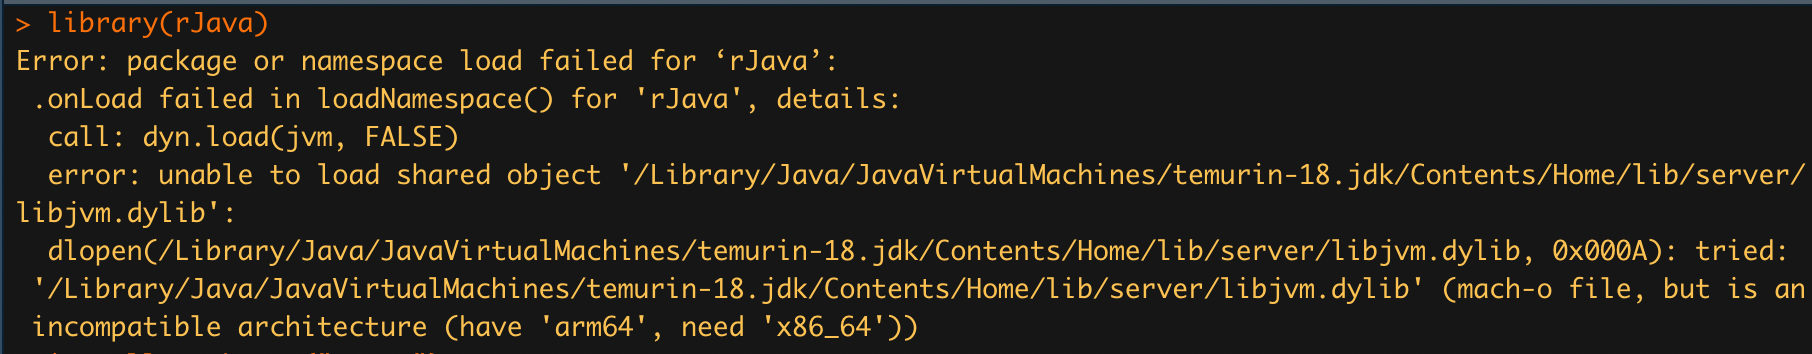 > library(rJava)
Error: package or namespace load failed for ‘rJava’:
 .onLoad failed in loadNamespace() for 'rJava', details:
  call: dyn.load(jvm, FALSE)
  error: unable to load shared object '/Library/Java/JavaVirtualMachines/temurin-18.jdk/Contents/Home/lib/server/
libjvm.dylib':
  dlopen(/Library/Java/JavaVirtualMachines/temurin-18.jdk/Contents/Home/lib/server/libjvm.dylib, 0x000A): tried:
 '/Library/Java/JavaVirtualMachines/temurin-18.jdk/Contents/Home/lib/server/libjvm.dylib' (mach-o file, but is an
 incompatible architecture (have 'arm64', need 'x86_64'))